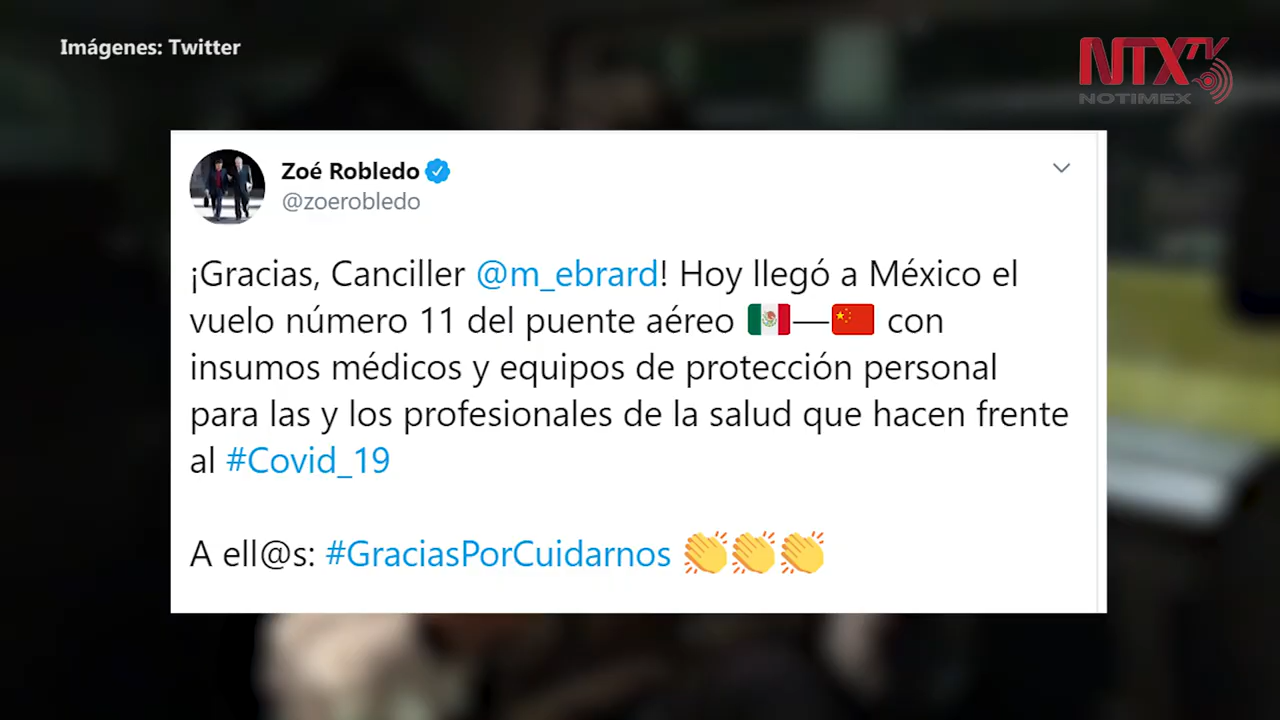 Imágenes: Twitter
NTXTV
NOTIMEX
Zoé Robledo
@zoerobledo
¡Gracias, Canciller @m_ebrard! Hoy llegó a México el
vuelo número 11 del puente aéreo 🇲🇽—🇨🇳 con
insumos médicos y equipos de protección personal
para las y los profesionales de la salud que hacen frente
al #Covid_19
A ell@s: #GraciasPorCuidarnos 👏👏👏